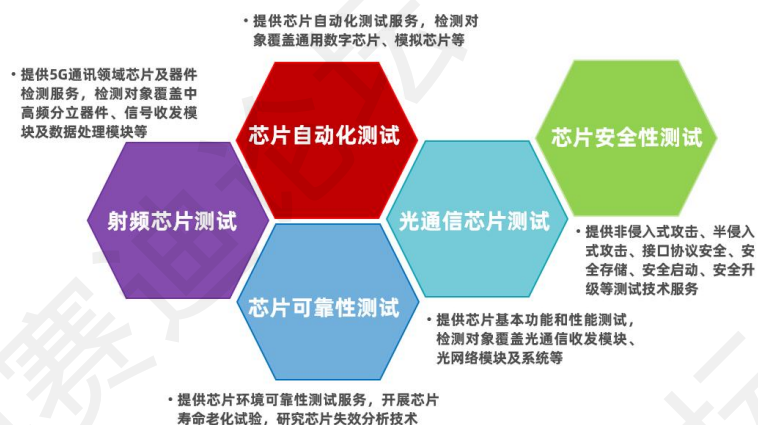 • 提供芯片自动化测试服务，检测对
象覆盖通用数字芯片、模拟芯片等
• 提供5G通讯领域芯片及器件
检测服务，检测对象覆盖中
高频分立器件、信号收发模
块及数据处理模块等
芯片自动化测试
芯片安全性测试
射频芯片测试
光通信芯片测试
• 提供非侵入式攻击、半侵入
式攻击、接口协议安全、安
全存储、安全启动、安全升
级等测试技术服务
芯片可靠性测试
• 提供芯片基本功能和性能测试，
检测对象覆盖光通信收发模块、
光网络模块及系统等
• 提供芯片环境可靠性测试服务，开展芯片
寿命老化试验，研究芯片失效分析技术
赛迪论坛